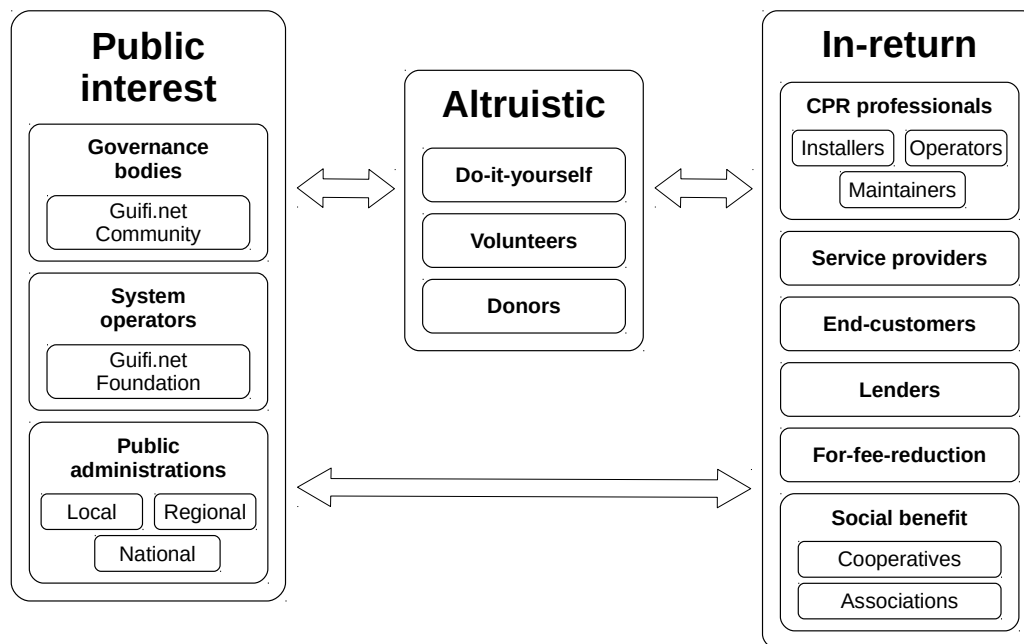 Public
interest
Governance
bodies
Guifi.net
Community
System
operators
Guifi.net
Foundation
Public
administrations
Local
Regional
National
Altruistic
Do-it-yourself
Volunteers
Donors
In-return
CPR professionals
Installers
Operators
Maintainers
Service providers
End-customers
Lenders
For-fee-reduction
Social benefit
Cooperatives
Associations